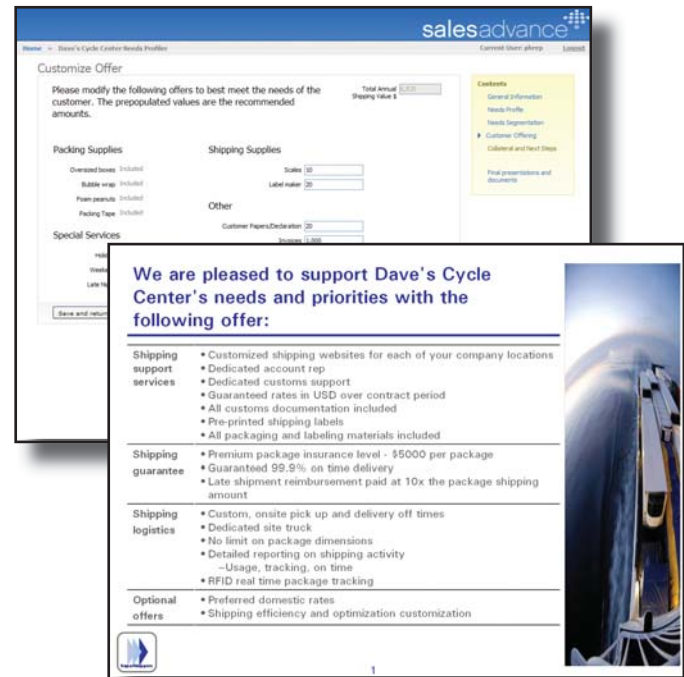 salesadvance
Home > Dave's Cycle Center Needs Profiler
Current User: pheep Logout
Customize Offer
Please modify the following offers to best meet the needs of the
customer. The prepopulated values are the recommended
amounts.
Total Annual
Shipping Value $
Contents
General Information
Needs Profile
Needs Segmentation
Customer Offering
Collateral and Next Steps
Final presentations and
documents
Packing Supplies
Oversized boxes Included
Bubble wrap Included
Foam peanuts Included
Packing Tape Included
Special Services
Shipping Supplies
Scales 10
Label maker 20
Other
Customer Papers/Declaration 20
Invoices 1,000
Save and return
We are pleased to support Dave's Cycle
Center's needs and priorities with the
following offer:
Shipping
support
services
• Customized shipping websites for each of your company locations
• Dedicated account rep
• Dedicated customs support
• Guaranteed rates in USD over contract period
• All customs documentation included
• Pre-printed shipping labels
• All packaging and labeling materials included
Shipping
guarantee
• Premium package insurance level - $5000 per package
• Guaranteed 99.9% on time delivery
• Late shipment reimbursement paid at 10x the package shipping
amount
Shipping
logistics
• Custom, onsite pick up and delivery off times
• Dedicated site truck
• No limit on package dimensions
• Detailed reporting on shipping activity
–Usage, tracking, on time
• RFID real time package tracking
Optional
offers
• Preferred domestic rates
• Shipping efficiency and optimization customization
1